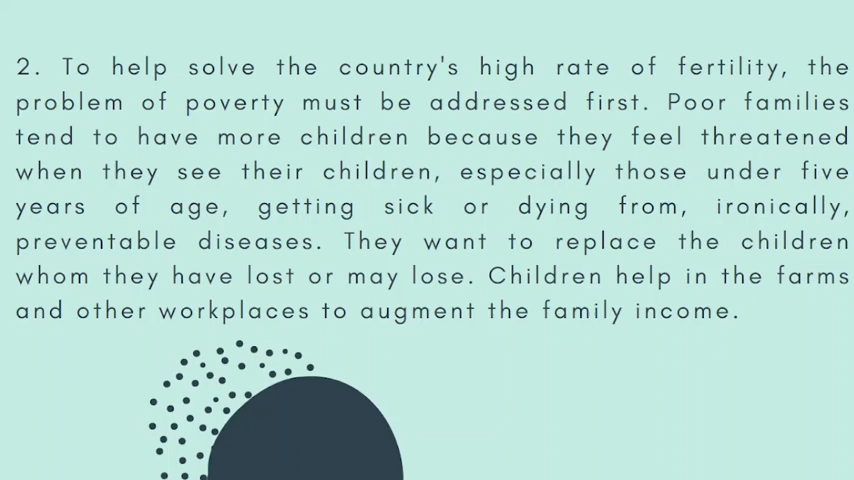 2. To help solve the country's high rate of fertility, the
problem of poverty must be addressed first. Poor families
tend to have more children because they feel threatened
when they see their children, especially those under five
years of age, getting sick or dying from, ironically,
preventable diseases. They want to replace the children
whom they have lost or may lose. Children help in the farms
and other workplaces to augment the family income.